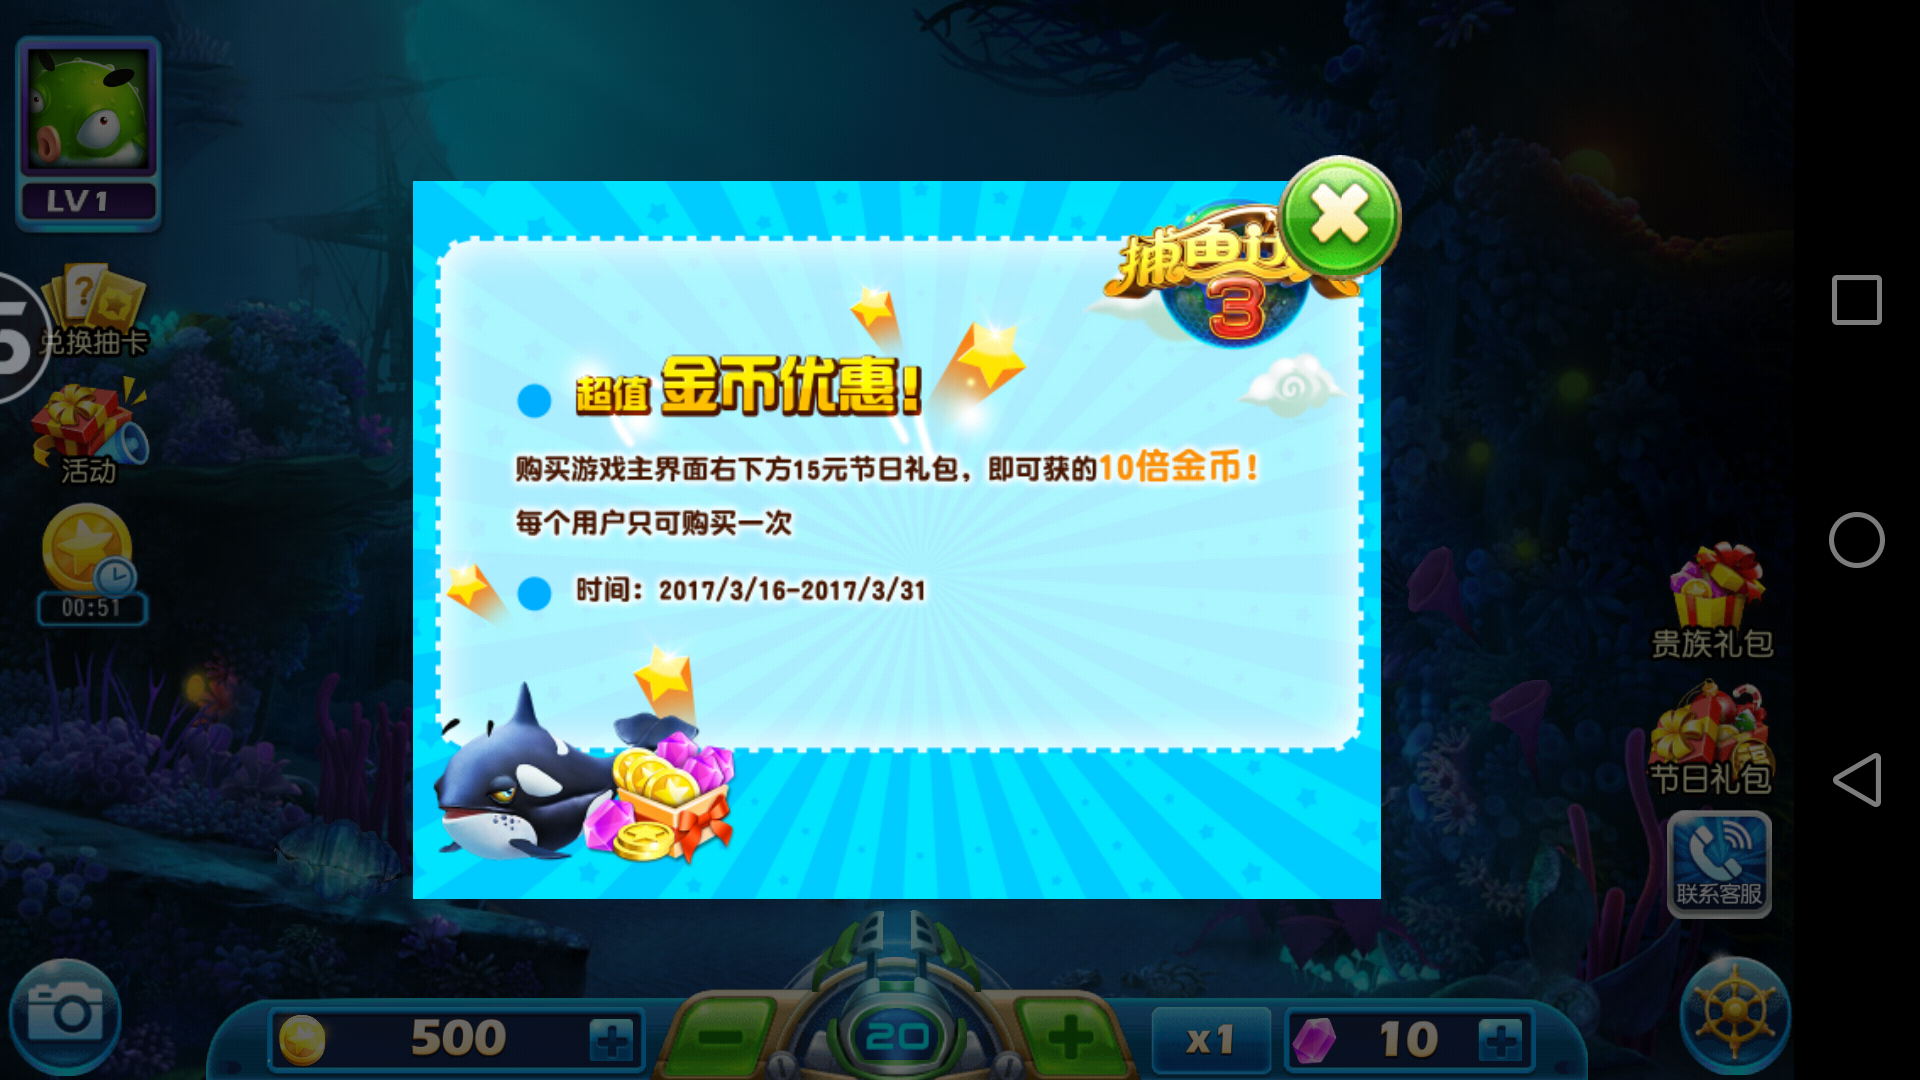 LV1
兑换抽卡
5
活动
00:51
捕鱼达
3
超值 金币优惠!
购买游戏主界面右下方15元节日礼包，即可获的10倍金币!
每个用户只可购买一次
时间：2017/3/16-2017/3/31
贵族礼包
节日礼包
联系客服
500
20
x1
10